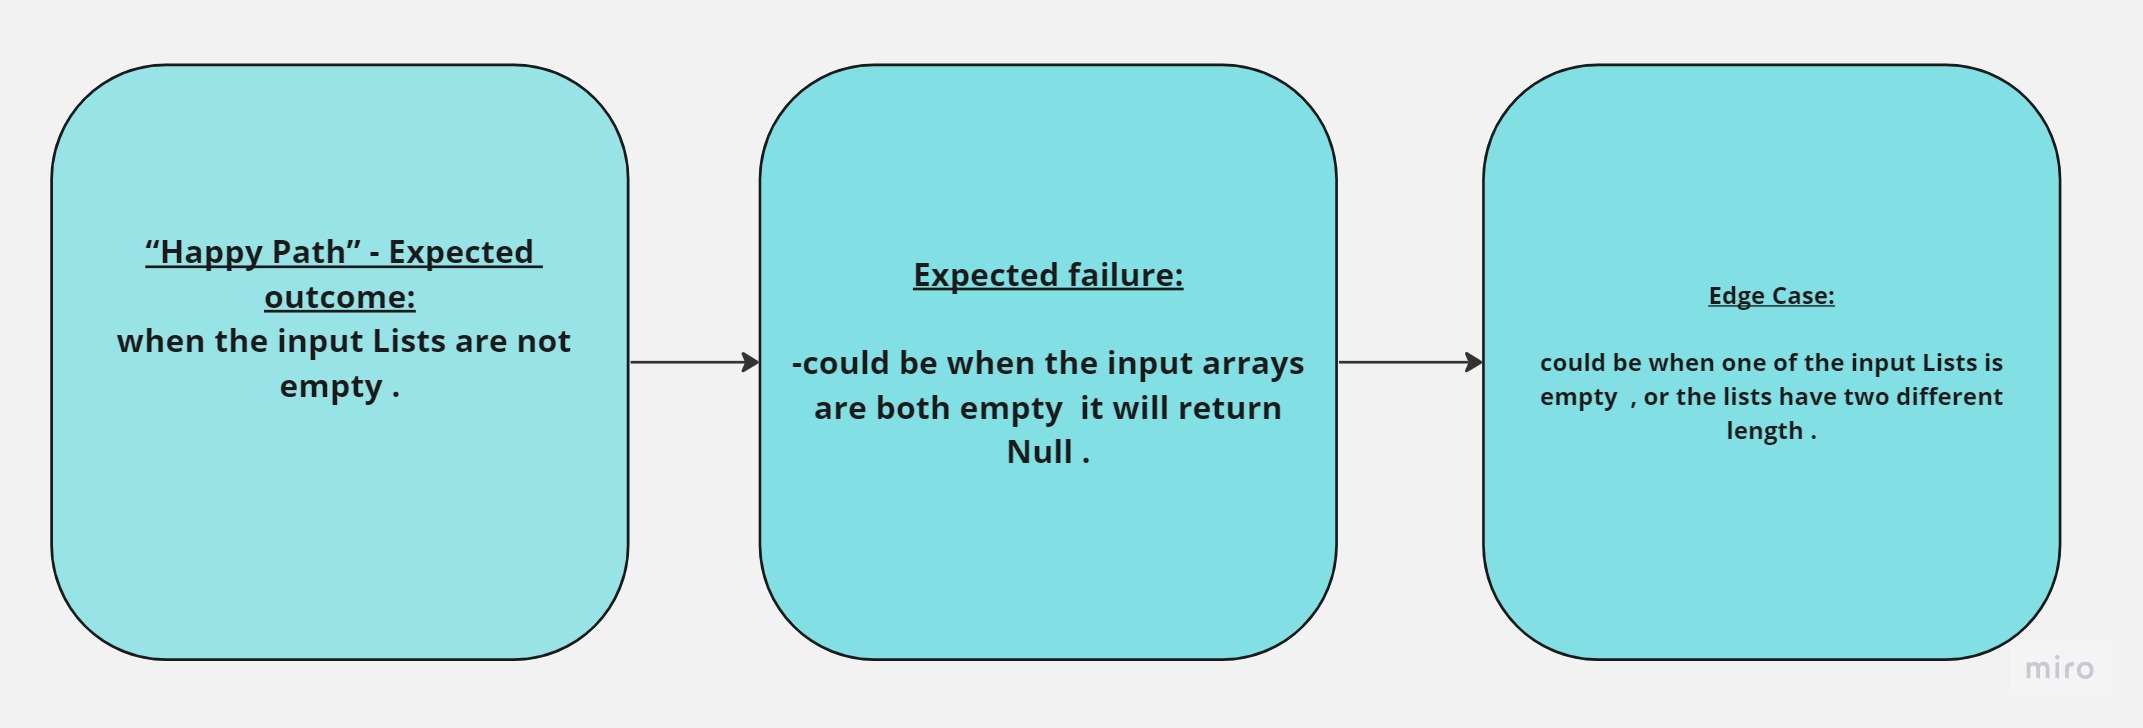 “Happy Path” - Expected
outcome:
when the input Lists are not
empty .
Expected failure:
-could be when the input arrays
are both empty  it will return
Null .
Edge Case:
could be when one of the input Lists is
empty  , or the lists have two different
length .
miro